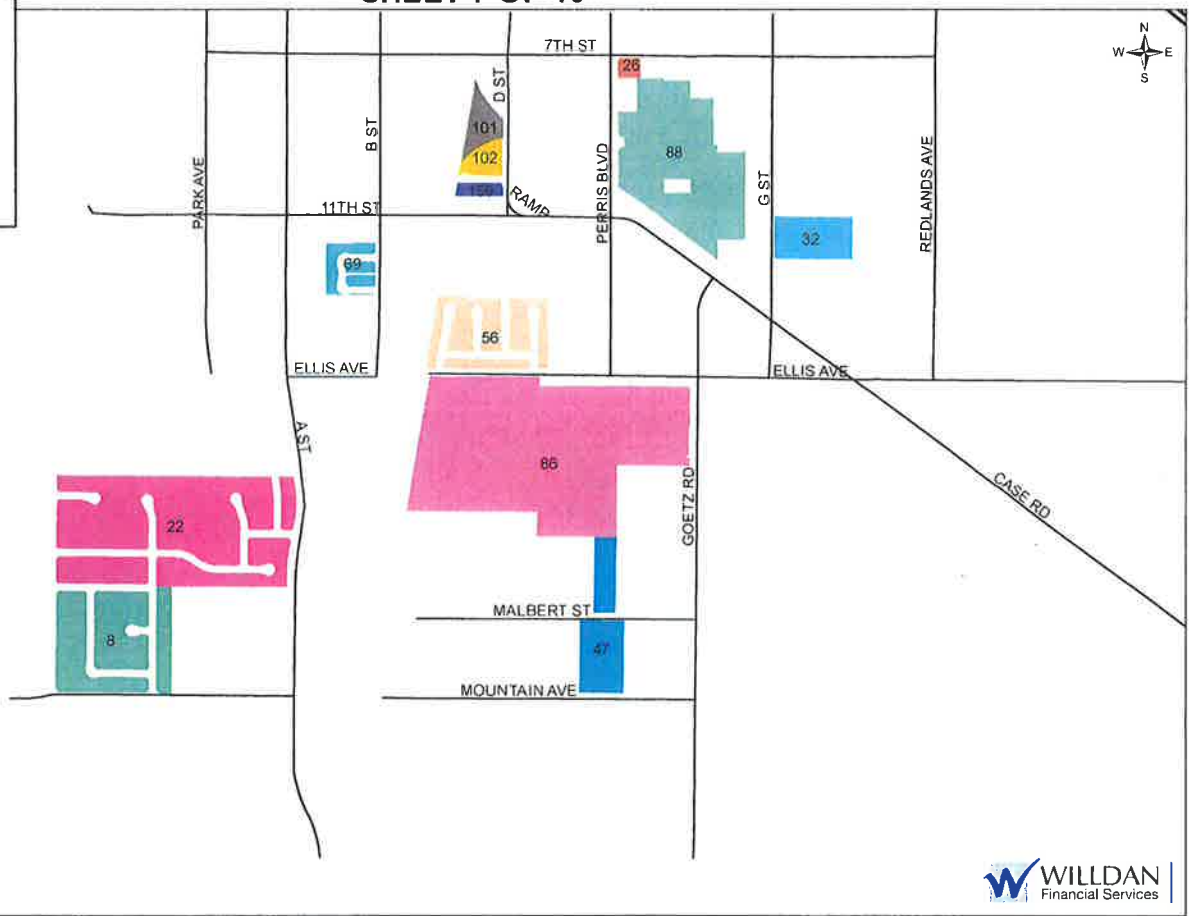 N
W E
S
7TH ST
26
D ST
101
B ST
88
102
PARK AVE
PERRIS BLVD
G ST
REDLANDS AVE
RAMP
11TH ST
32
69
56
ELLIS AVE
ELLIS AVE
A ST
86
GOETZ RD
CASE RD
22
MALBERT ST
8
47
MOUNTAIN AVE
WILLDAN
Financial Services